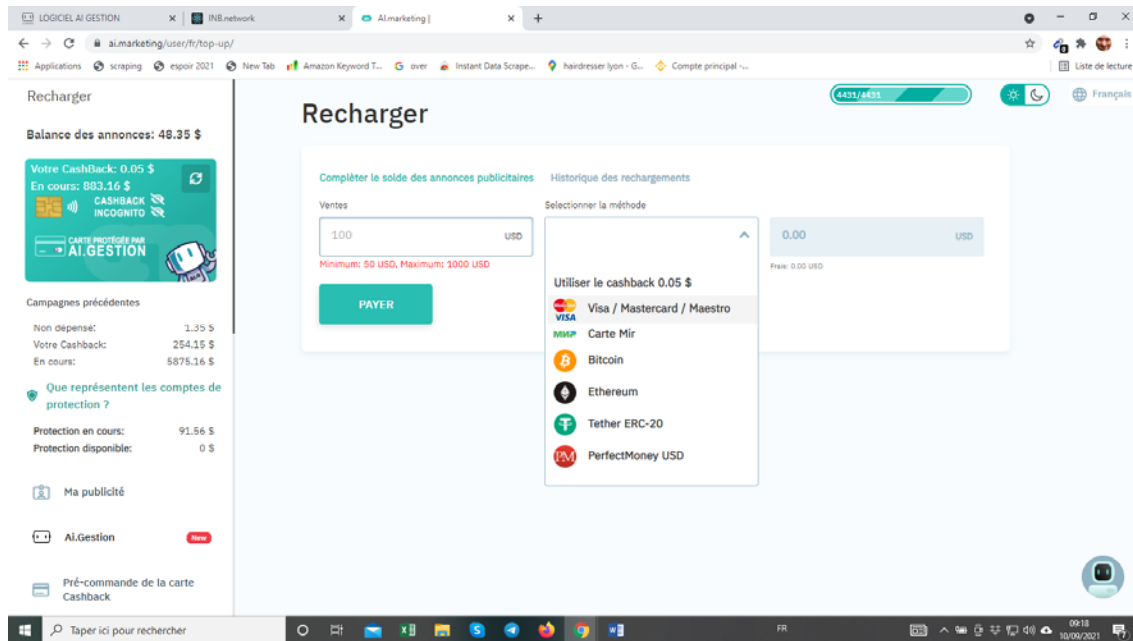 LOGICIEL AI GESTION
INB.network
Ai.marketing |
ai.marketing/user/fr/top-up/
Applications
scraping
espoir 2021
New Tab
Amazon Keyword T...
over
Instant Data Scrape...
hairdresser lyon - G...
Compte principal -...
Liste de lecture
Recharger
Balance des annonces: 48.35 $
Votre CashBack: 0.05 $
En cours: 883.16 $
CASHBACK
INCOGNITO
CARTE PROTÉGÉE PAR
AI.GESTION
Campagnes précédentes
Non dépensé: 1.35 $
Votre Cashback: 254.15 $
En cours: 5875.16 $
Que représentent les comptes de
protection ?
Protection en cours: 91.56 $
Protection disponible: 0 $
Ma publicité
Ai.Gestion
New
Pré-commande de la carte
Cashback
Recharger
4431/4431
Français
Complèter le solde des annonces publicitaires
Historique des rechargements
Ventes
Selectionner la méthode
100 USD
0.00 USD
Minimum: 50 USD, Maximum: 1000 USD
Frais: 0.00 USD
PAYER
Utiliser le cashback 0.05 $
VISA
Visa / Mastercard / Maestro
МИР
Carte Mir
Bitcoin
Ethereum
Tether ERC-20
PM
PerfectMoney USD
Taper ici pour rechercher
FR
09:18
10/09/2021